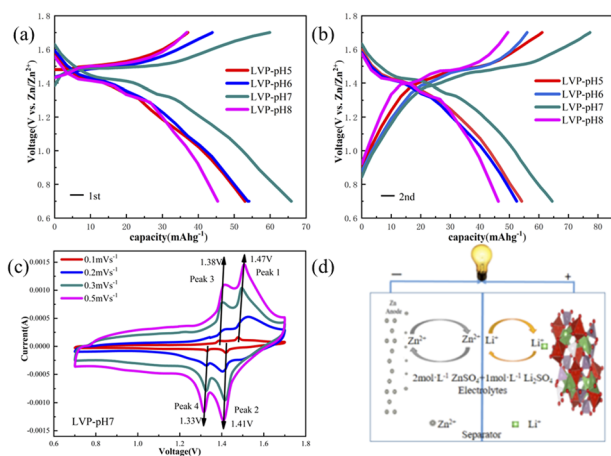 (a)
1.8
1.6
1.4
1.2
1.0
0.8
0.6
Voltage(V vs. Zn/Zn²⁺)
LVP-pH5
LVP-pH6
LVP-pH7
LVP-pH8
1st
0 10 20 30 40 50 60 70
capacity(mAhg⁻¹)
(b)
1.8
1.6
1.4
1.2
1.0
0.8
0.6
Voltage(V vs. Zn/Zn²⁺)
LVP-pH5
LVP-pH6
LVP-pH7
LVP-pH8
2nd
0 10 20 30 40 50 60 70 80
capacity(mAhg⁻¹)
(c)
0.0015
0.0010
0.0005
0.0000
-0.0005
-0.0010
-0.0015
Current(A)
0.1mVs⁻¹
0.2mVs⁻¹
0.3mVs⁻¹
0.5mVs⁻¹
1.38V
1.47V
Peak 3
Peak 1
Peak 4
Peak 2
1.33V
1.41V
LVP-pH7
0.6 0.8 1.0 1.2 1.4 1.6 1.8
Voltage(V)
(d)
— +
Zn
Anode
Zn²⁺ Zn²⁺ Li⁺ Li⁺
2mol·L⁻¹ ZnSO₄+1mol·L⁻¹ Li₂SO₄
Electrolytes
Zn²⁺ Li⁺
Separator